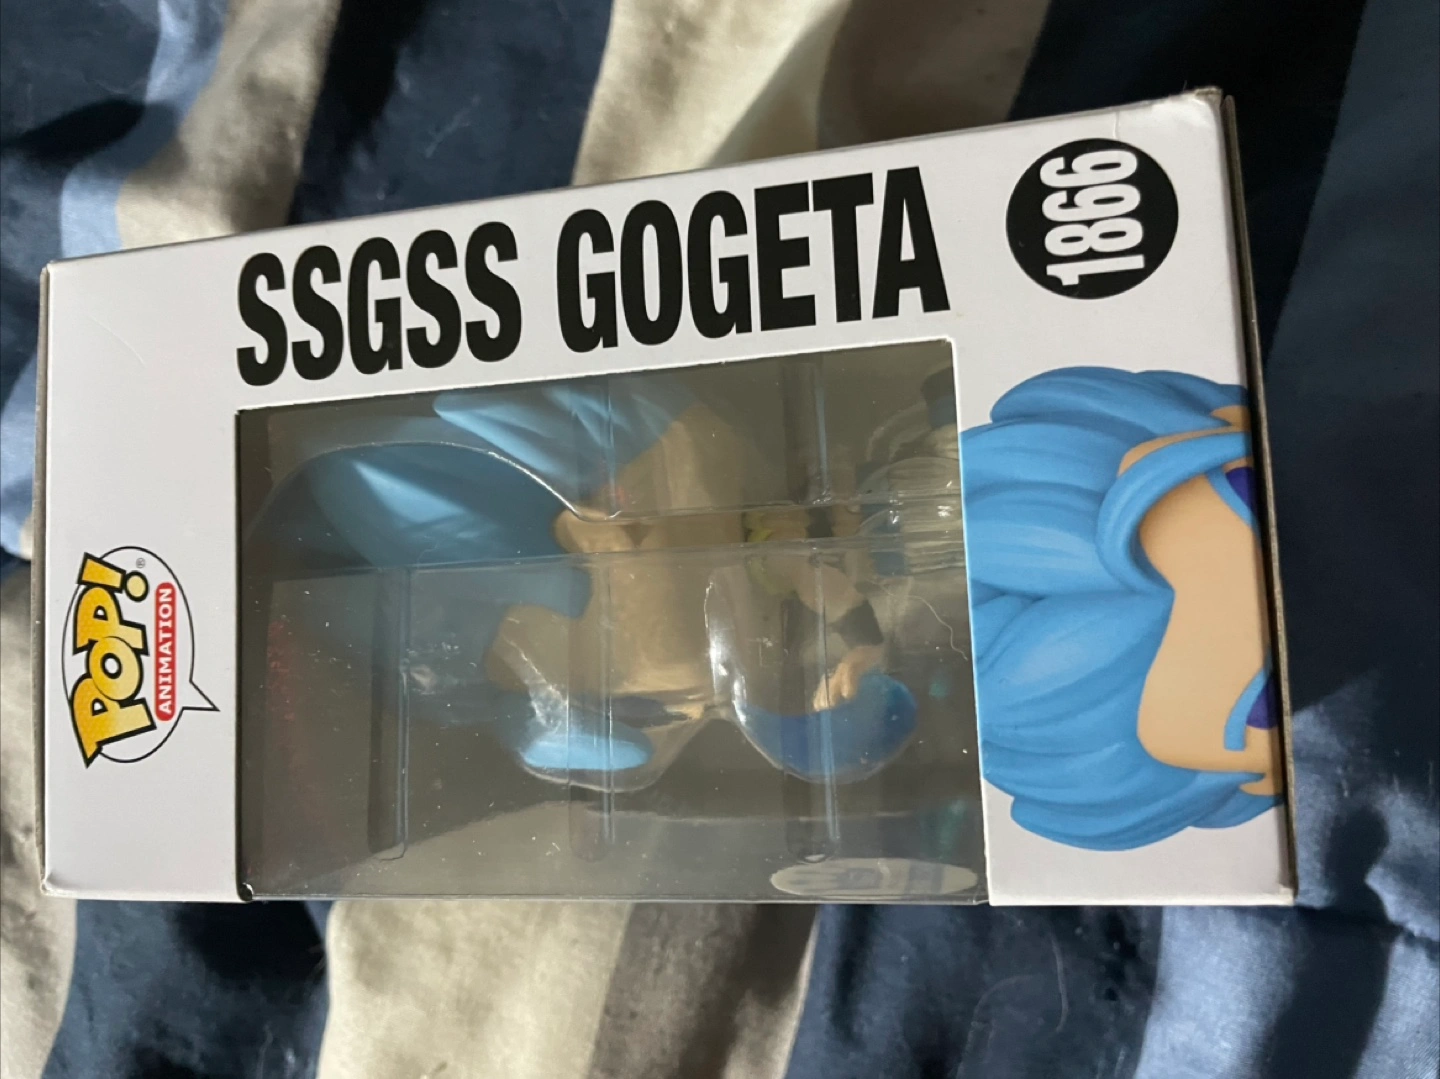 SSGSS GOGETA
1866
POP!®
ANIMATION